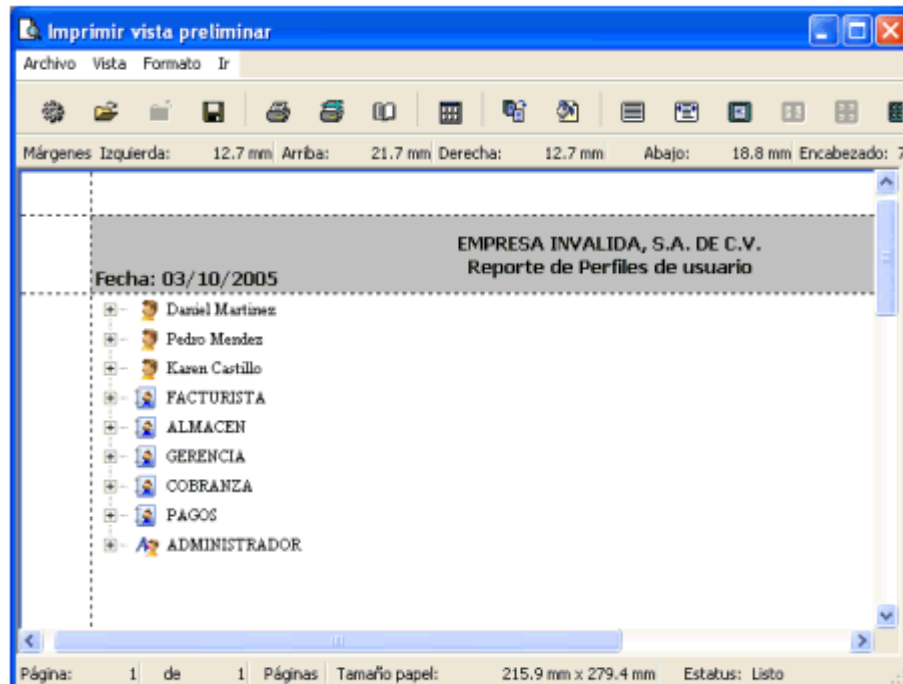 Imprimir vista preliminar
Archivo Vista Formato Ir
Márgenes Izquierda: 12.7 mm Arriba: 21.7 mm Derecha: 12.7 mm Abajo: 18.8 mm Encabezado: 7
EMPRESA INVALIDA, S.A. DE C.V.
Reporte de Perfiles de usuario
Fecha: 03/10/2005
Daniel Martinez
Pedro Mendez
Karen Castillo
FACTURISTA
ALMACEN
GERENCIA
COBRANZA
PAGOS
ADMINISTRADOR
Página: 1 de 1 Páginas Tamaño papel: 215.9 mm x 279.4 mm Estatus: Listo